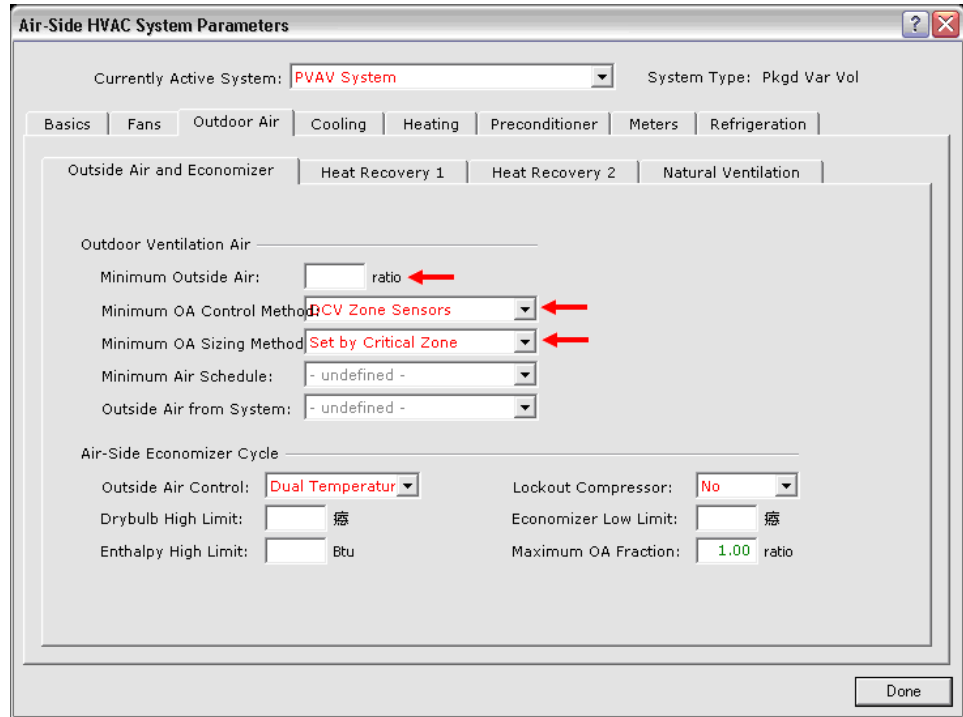 Air-Side HVAC System Parameters
Currently Active System: PVAV System System Type: Pkgd Var Vol
Basics Fans Outdoor Air Cooling Heating Preconditioner Meters Refrigeration
Outside Air and Economizer Heat Recovery 1 Heat Recovery 2 Natural Ventilation
Outdoor Ventilation Air
Minimum Outside Air: ratio
Minimum OA Control Method: DCV Zone Sensors
Minimum OA Sizing Method Set by Critical Zone
Minimum Air Schedule: - undefined -
Outside Air from System: - undefined -
Air-Side Economizer Cycle
Outside Air Control: Dual Temperatur Lockout Compressor: No
Drybulb High Limit: Economizer Low Limit:
Enthalpy High Limit: Btu Maximum OA Fraction: 1.00 ratio
Done